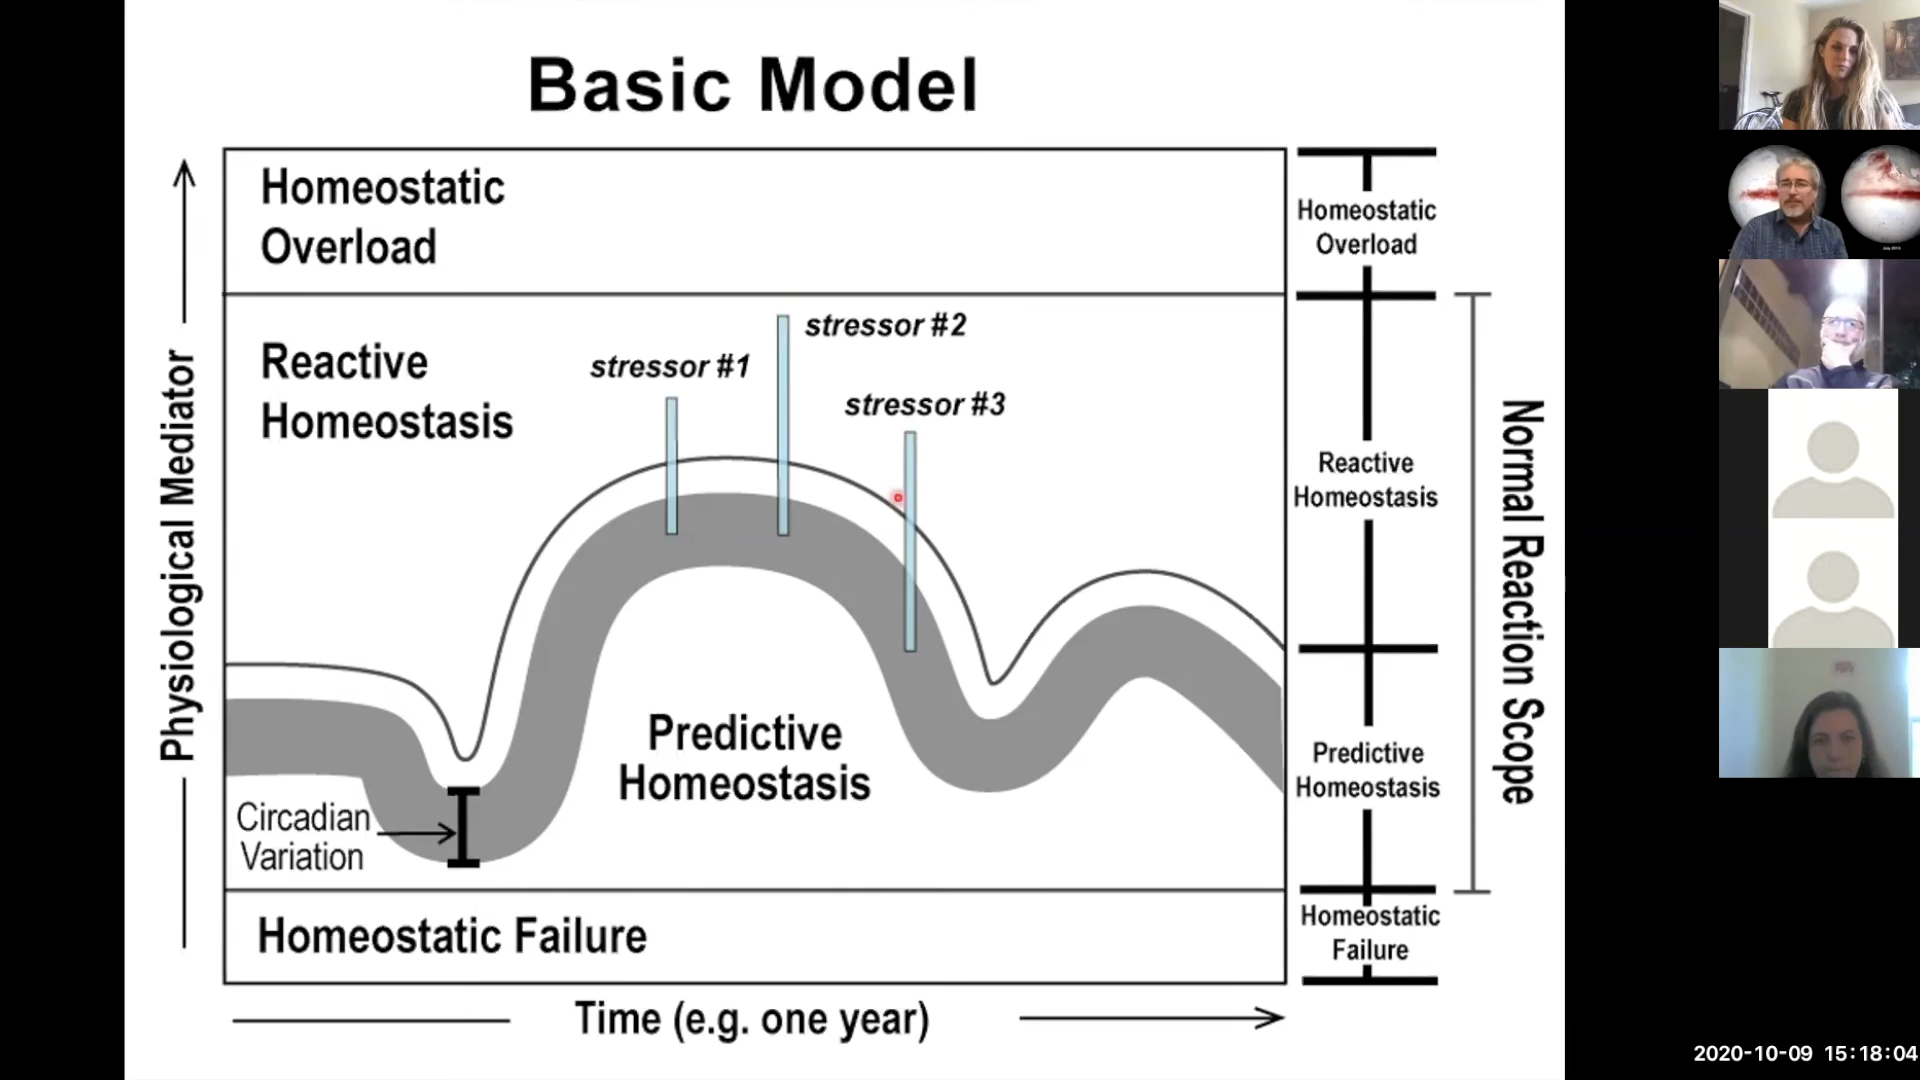 Basic Model
Physiological Mediator
Homeostatic
Overload
Reactive
Homeostasis
stressor #1
stressor #2
stressor #3
Predictive
Homeostasis
Circadian
Variation
Homeostatic Failure
Time (e.g. one year)
Homeostatic
Overload
Reactive
Homeostasis
Predictive
Homeostasis
Homeostatic
Failure
Normal Reaction Scope
2020-10-09 15:18:04